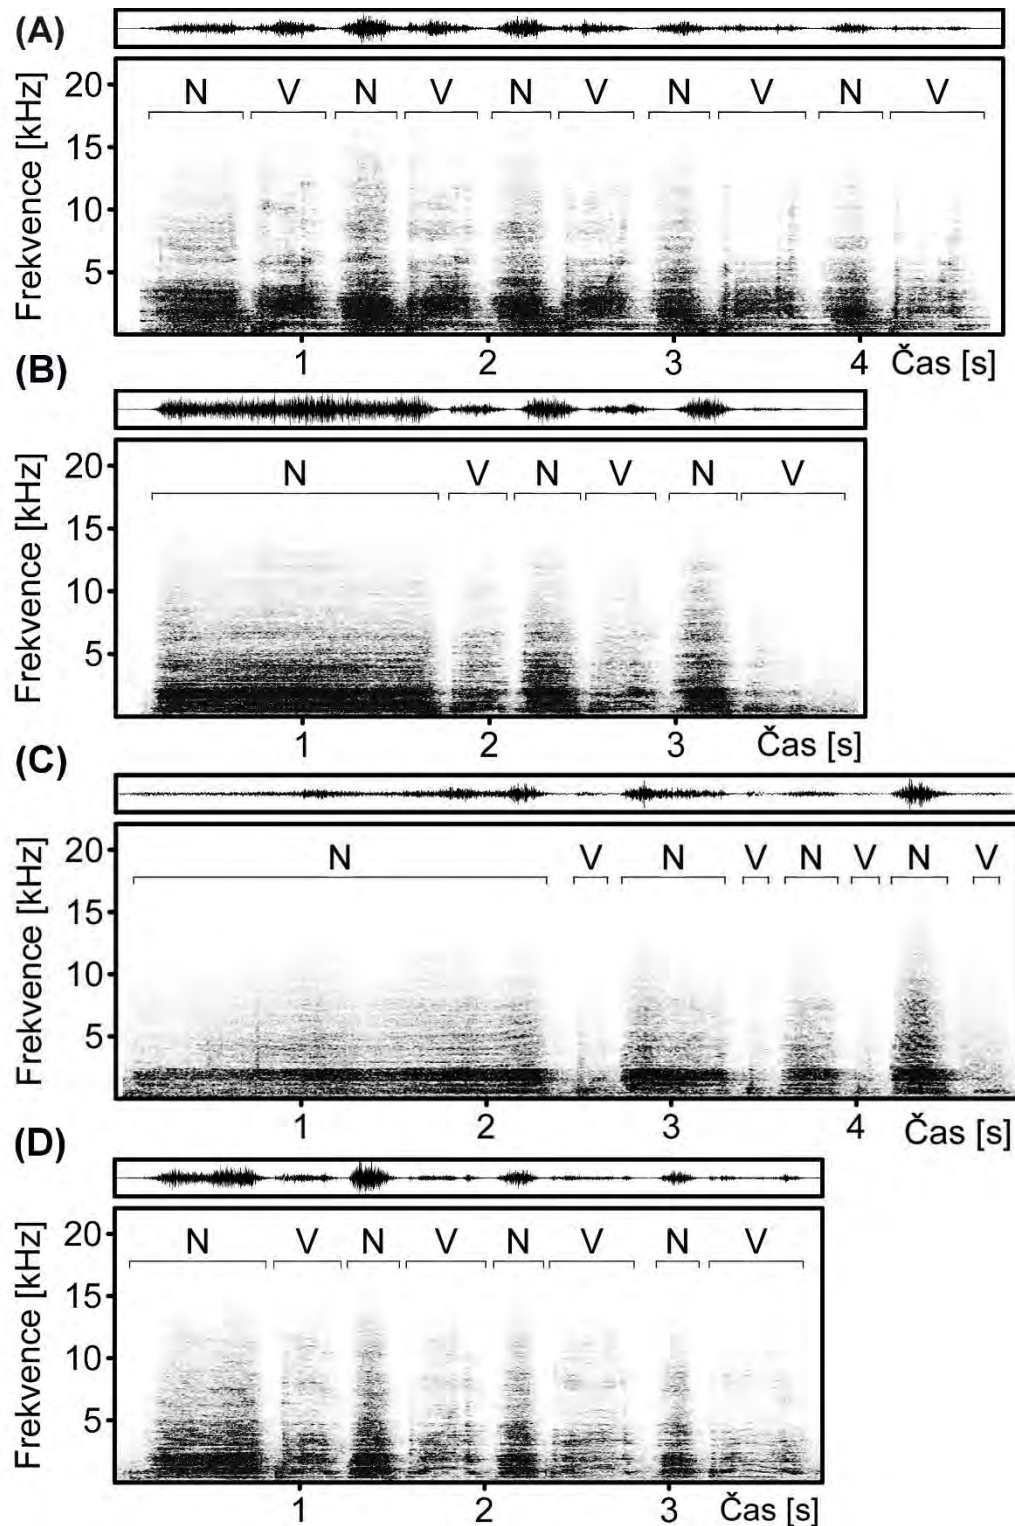 (A)
Frekvence [kHz]
20
15
10
5
N V N V N V N V N V
1 2 3 4 Čas [s]
(B)
Frekvence [kHz]
20
15
10
5
N V N V N V
1 2 3 Čas [s]
(C)
Frekvence [kHz]
20
15
10
5
N V N V N V N V
1 2 3 4 Čas [s]
(D)
Frekvence [kHz]
20
15
10
5
N V N V N V N V
1 2 3 Čas [s]